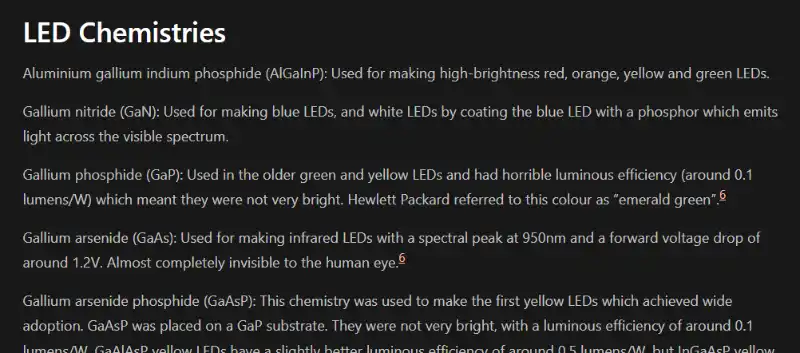 LED Chemistries
Aluminium gallium indium phosphide (AlGaInP): Used for making high-brightness red, orange, yellow and green LEDs.
Gallium nitride (GaN): Used for making blue LEDs, and white LEDs by coating the blue LED with a phosphor which emits
light across the visible spectrum.
Gallium phosphide (GaP): Used in the older green and yellow LEDs and had horrible luminous efficiency (around 0.1
lumens/W) which meant they were not very bright. Hewlett Packard referred to this colour as “emerald green”.6
Gallium arsenide (GaAs): Used for making infrared LEDs with a spectral peak at 950nm and a forward voltage drop of
around 1.2V. Almost completely invisible to the human eye.6
Gallium arsenide phosphide (GaAsP): This chemistry was used to make the first yellow LEDs which achieved wide
adoption. GaAsP was placed on a GaP substrate. They were not very bright, with a luminous efficiency of around 0.1
lumens/W. GaAlAsP yellow LEDs have a slightly better luminous efficiency of around 0.5 lumens/W, but InGaAsP yellow